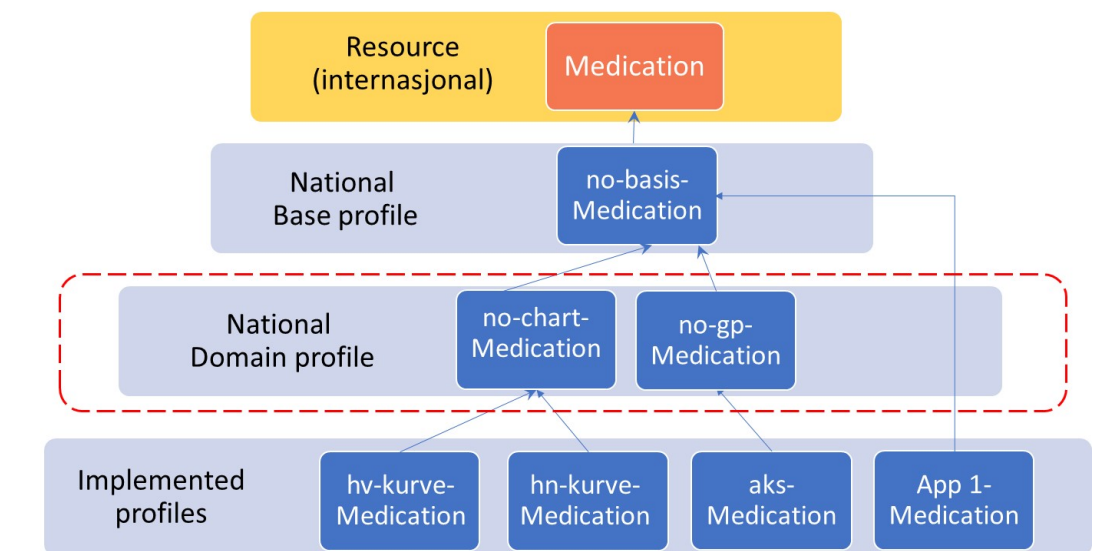 Resource
(internasjonal)
Medication
National
Base profile
no-basis-
Medication
National
Domain profile
no-chart-
Medication
no-gp-
Medication
Implemented
profiles
hv-kurve-
Medication
hn-kurve-
Medication
aks-
Medication
App 1-
Medication